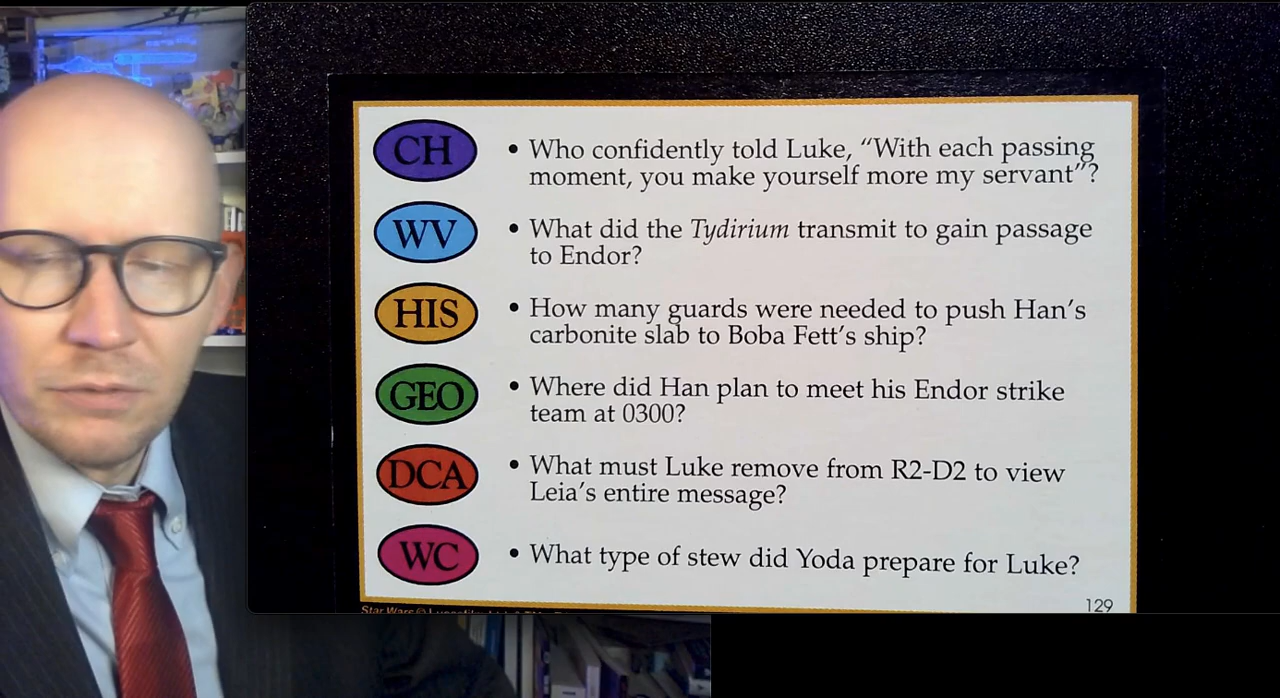 CH
• Who confidently told Luke, “With each passing
moment, you make yourself more my servant”?
WV
• What did the Tydirium transmit to gain passage
to Endor?
HIS
• How many guards were needed to push Han’s
carbonite slab to Boba Fett’s ship?
GEO
• Where did Han plan to meet his Endor strike
team at 0300?
DCA
• What must Luke remove from R2-D2 to view
Leia’s entire message?
WC
• What type of stew did Yoda prepare for Luke?
129
Star Wars ©